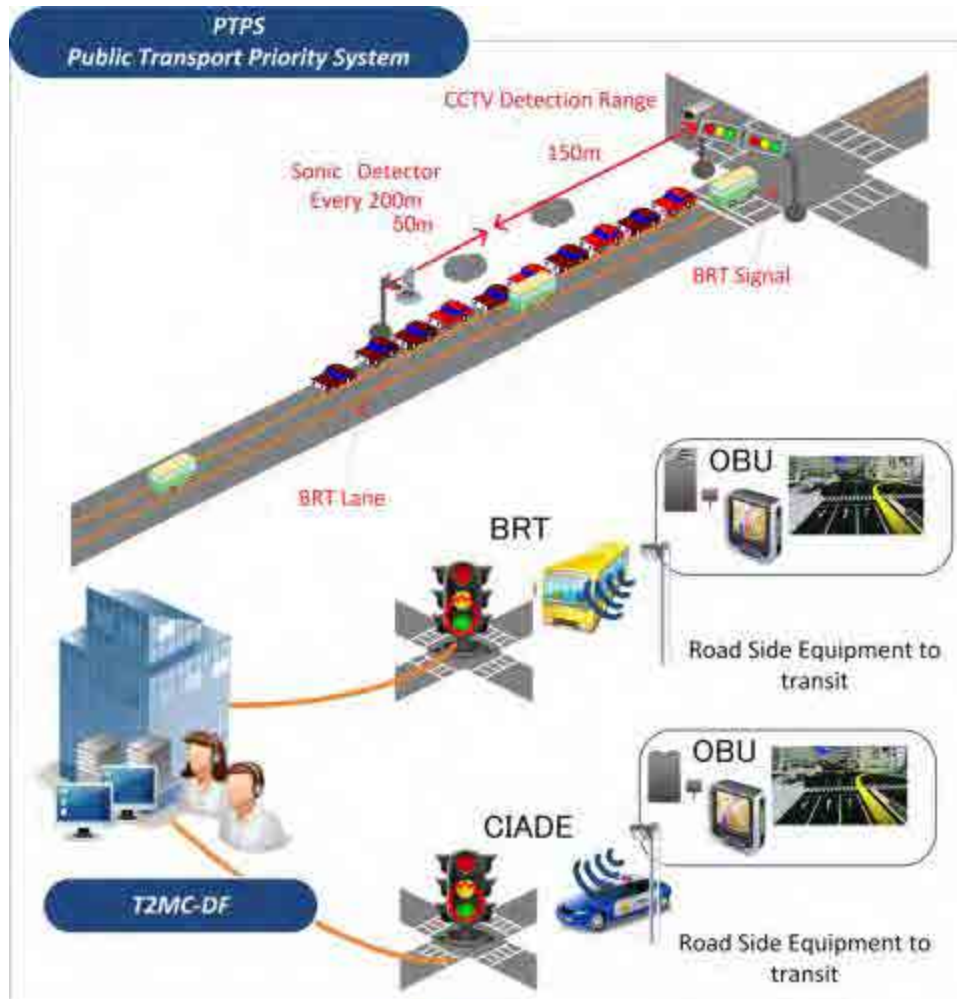 PTPS
Public Transport Priority System
CCTV Detection Range
150m
Sonic Detector
Every 200m
50m
BRT Signal
BRT Lane
OBU
BRT
Road Side Equipment to
transit
OBU
CIADE
T2MC-DF
Road Side Equipment to
transit